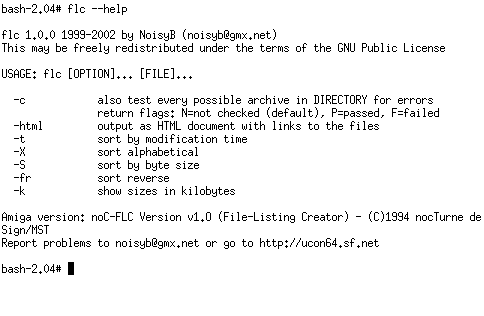 bash-2.04# flc --help
flc 1.0.0 1999-2002 by NoisyB (noisyb@gmx.net)
This may be freely redistributed under the terms of the GNU Public License
USAGE: flc [OPTION]... [FILE]...
-c also test every possible archive in DIRECTORY for errors
return flags: N=not checked (default), P=passed, F=failed
-html output as HTML document with links to the files
-t sort by modification time
-X sort alphabetical
-S sort by byte size
-fr sort reverse
-k show sizes in kilobytes
Amiga version: noC-FLC Version v1.0 (File-Listing Creator) - (C)1994 nocTurne de
Sign/MST
Report problems to noisyb@gmx.net or go to http://ucon64.sf.net
bash-2.04#